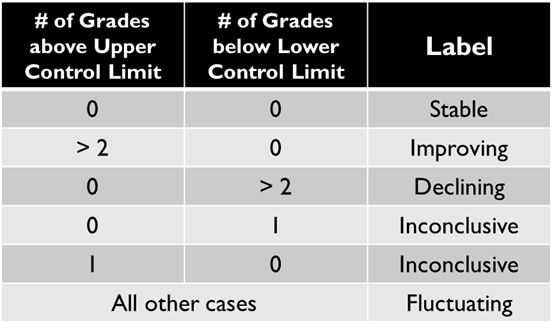 # of Grades above Upper Control Limit # of Grades below Lower Control Limit Label
0 0 Stable
> 2 0 Improving
0 > 2 Declining
0 1 Inconclusive
1 0 Inconclusive
All other cases Fluctuating